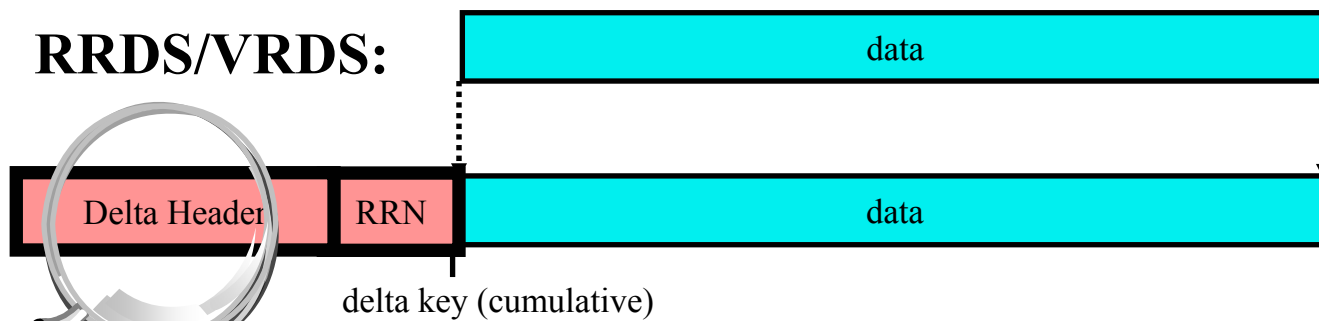 RRDS/VRDS:
data
Delta Header
RRN
data
delta key (cumulative)